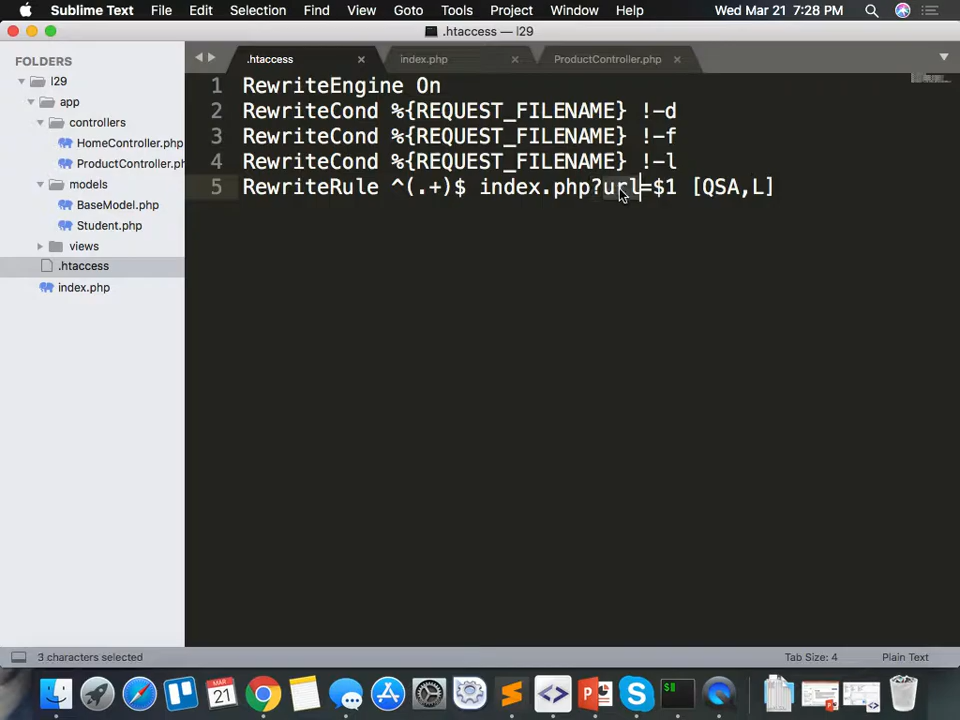 Sublime Text File Edit Selection Find View Goto Tools Project Window Help Wed Mar 21 7:28 PM
.htaccess — l29
FOLDERS
l29
app
controllers
HomeController.php
ProductController.ph
models
BaseModel.php
Student.php
views
.htaccess
index.php
.htaccess index.php ProductController.php
1 RewriteEngine On
2 RewriteCond %{REQUEST_FILENAME} !-d
3 RewriteCond %{REQUEST_FILENAME} !-f
4 RewriteCond %{REQUEST_FILENAME} !-l
5 RewriteRule ^(.+)$ index.php?url=$1 [QSA,L]
3 characters selected Tab Size: 4 Plain Text
21